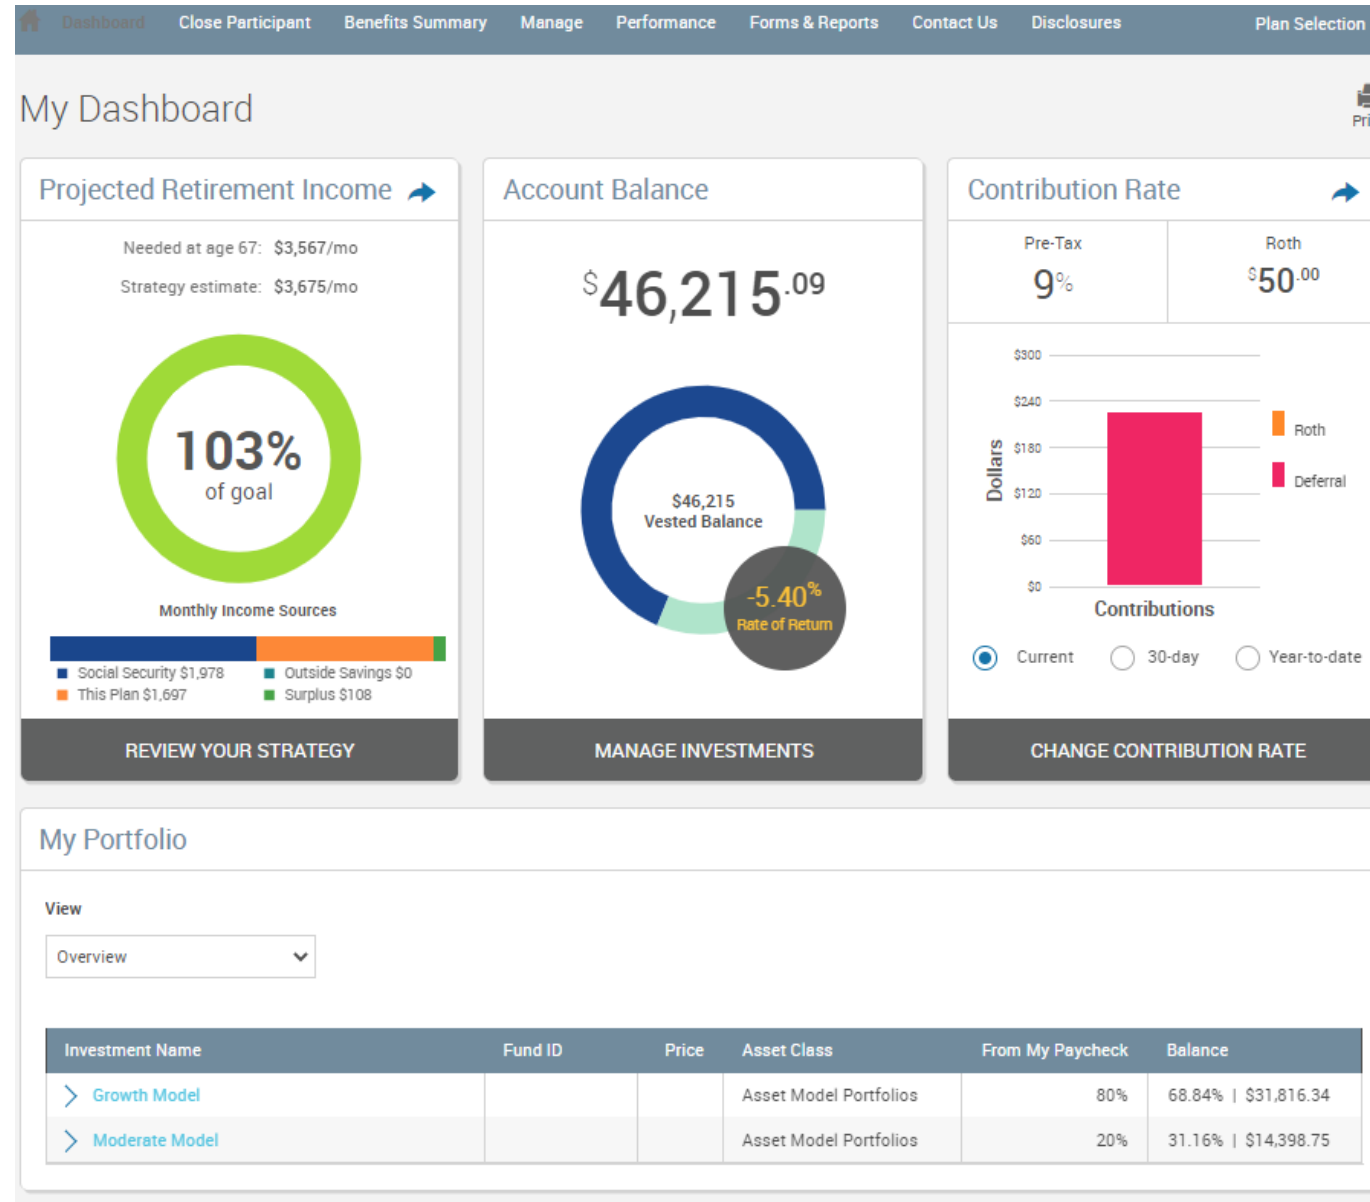 Dashboard Close Participant Benefits Summary Manage Performance Forms & Reports Contact Us Disclosures Plan Selection
My Dashboard
Projected Retirement Income
Needed at age 67: $3,567/mo
Strategy estimate: $3,675/mo
103%
of goal
Monthly Income Sources
Social Security $1,978 Outside Savings $0
This Plan $1,697 Surplus $108
REVIEW YOUR STRATEGY
Account Balance
$46,215.09
$46,215
Vested Balance
-5.40%
Rate of Return
MANAGE INVESTMENTS
Contribution Rate
Pre-Tax Roth
9% $50.00
$300
$240
$180
$120
$60
$0
Dollars
Roth
Deferral
Contributions
Current 30-day Year-to-date
CHANGE CONTRIBUTION RATE
My Portfolio
View
Overview
Investment Name Fund ID Price Asset Class From My Paycheck Balance
Growth Model Asset Model Portfolios 80% 68.84% | $31,816.34
Moderate Model Asset Model Portfolios 20% 31.16% | $14,398.75